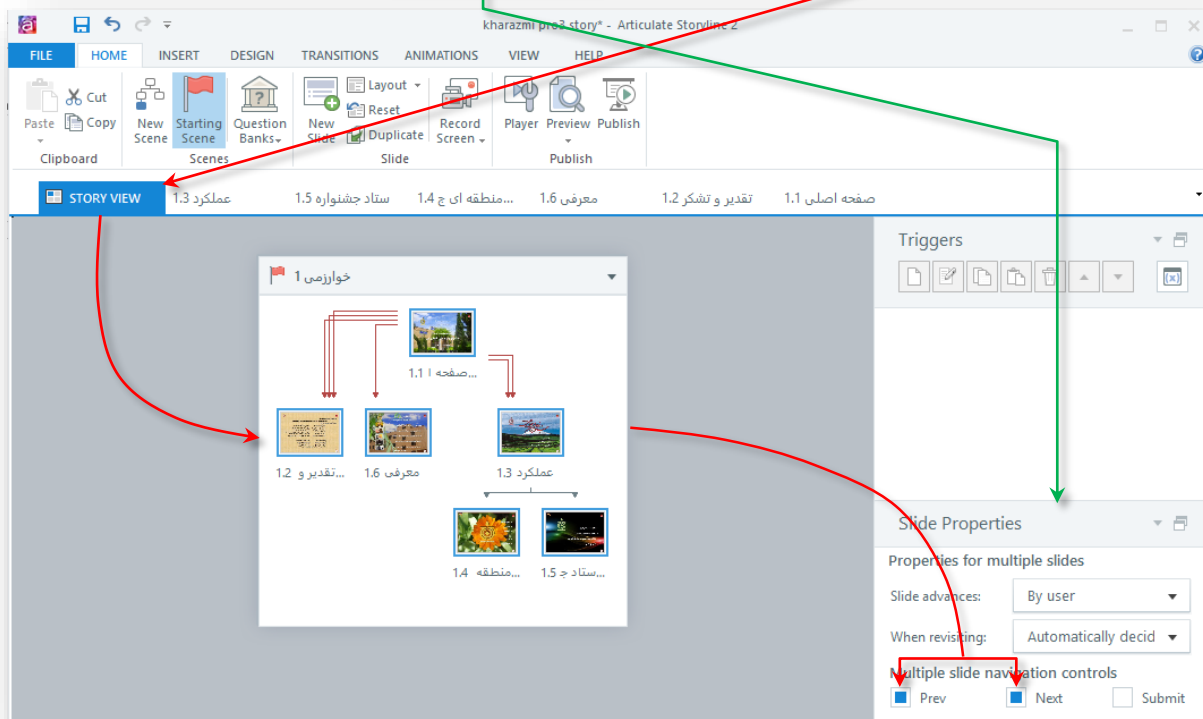 kharazmi pro3.story* - Articulate Storyline 2
FILE HOME INSERT DESIGN TRANSITIONS ANIMATIONS VIEW HELP
Paste Cut Copy
New Scene Starting Scene Question Banks
New Slide Layout Reset Duplicate Record Screen
Player Preview Publish
Clipboard Scenes Slide Publish
STORY VIEW
1.3 عملکرد
1.5 ستاد جشنواره
1.4 منطقه ای ج...
1.6 معرفی
1.2 تقدیر و تشکر
1.1 صفحه اصلی
1 خوارزمی
1.1 صفحه ا...
1.2 تقدیر و...
1.6 معرفی
1.3 عملکرد
1.4 منطقه...
1.5 ستاد ج...
Triggers
(x)
Slide Properties
Properties for multiple slides
Slide advances: By user
When revisiting: Automatically decid
Multiple slide navigation controls
Prev Next Submit